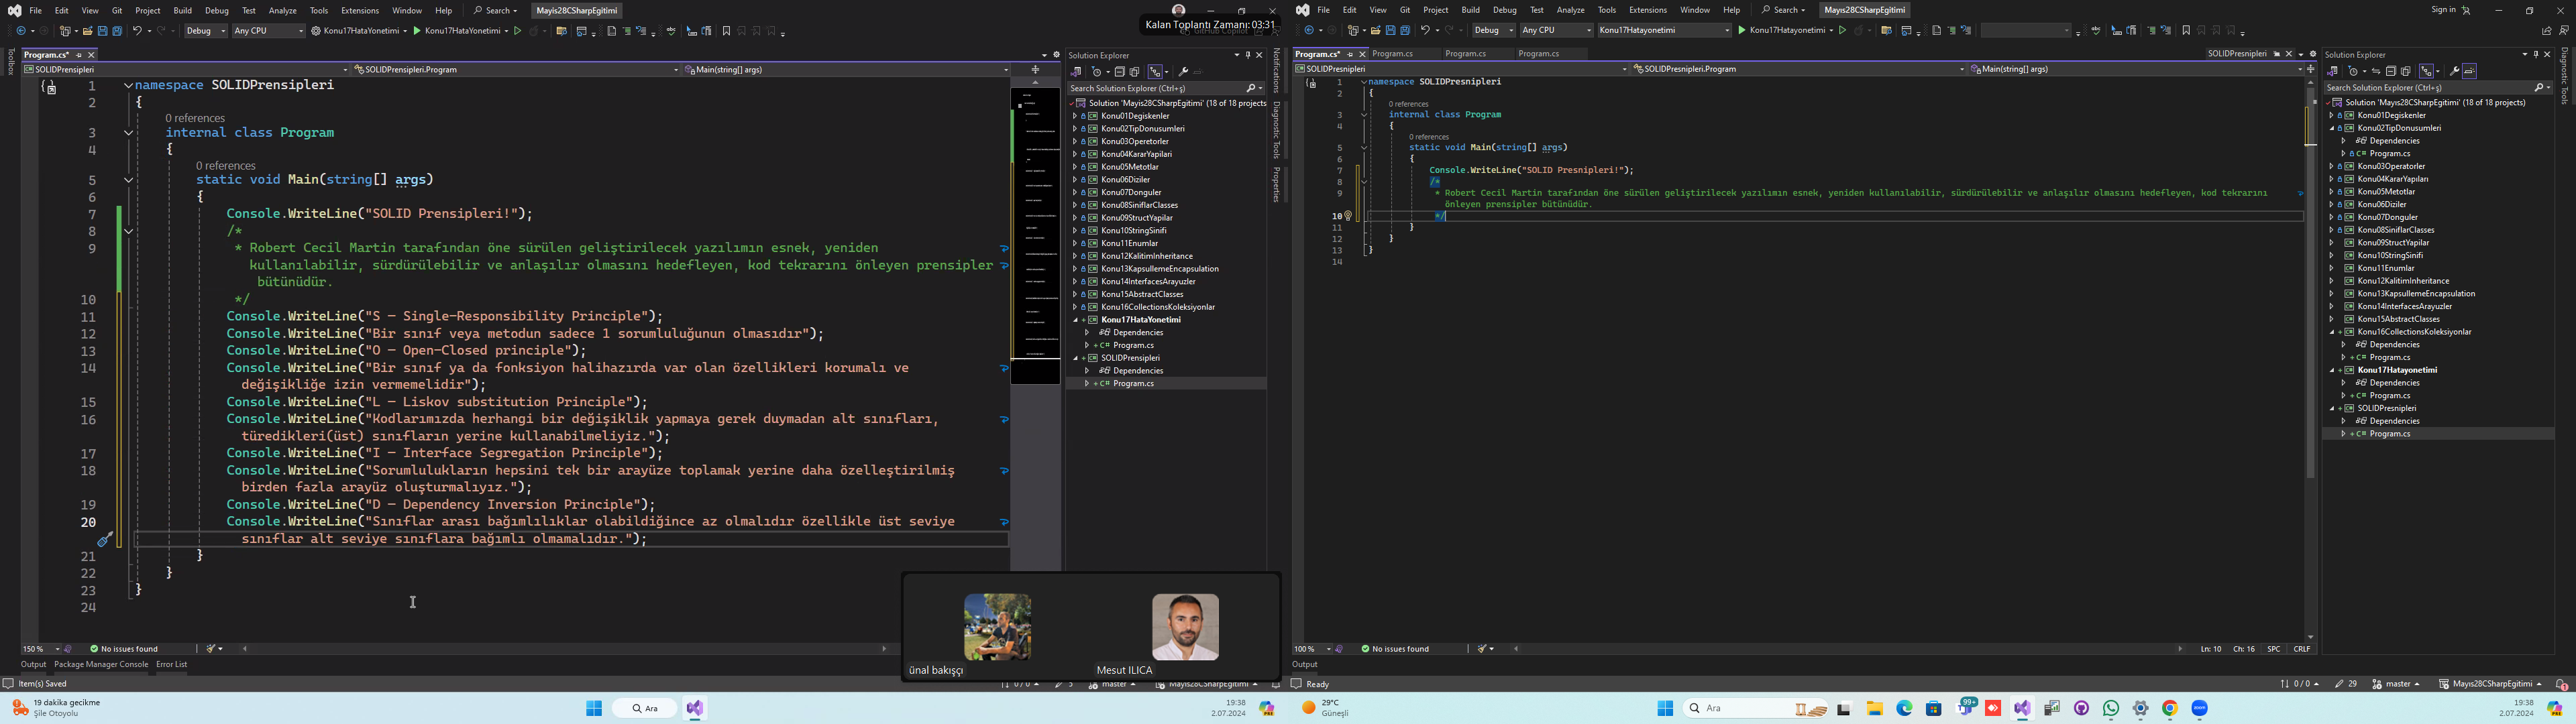 File Edit View Git Project Build Debug Test Analyze Tools Extensions Window Help Search Mayis28CSharpEgitimi
Kalan Toplantı Zamanı: 03:31
GitHub Copilot
Debug Any CPU Konu17HataYonetimi Konu17HataYonetimi
Program.cs*
SOLIDPrensipleri SOLIDPrensipleri.Program Main(string[] args)
1 namespace SOLIDPrensipleri
2 {
0 references
3 internal class Program
4 {
0 references
5 static void Main(string[] args)
6 {
7 Console.WriteLine("SOLID Prensipleri!");
8 /*
9 * Robert Cecil Martin tarafından öne sürülen geliştirilecek yazılımın esnek, yeniden
kullanılabilir, sürdürülebilir ve anlaşılır olmasını hedefleyen, kod tekrarını önleyen prensipler
bütünüdür.
10 */
11 Console.WriteLine("S - Single-Responsibility Principle");
12 Console.WriteLine("Bir sınıf veya metodun sadece 1 sorumluluğunun olmasıdır");
13 Console.WriteLine("O - Open-Closed principle");
14 Console.WriteLine("Bir sınıf ya da fonksiyon halihazırda var olan özellikleri korumalı ve
değişikliğe izin vermemelidir");
15 Console.WriteLine("L - Liskov substitution Principle");
16 Console.WriteLine("Kodlarımızda herhangi bir değişiklik yapmaya gerek duymadan alt sınıfları,
türedikleri(üst) sınıfların yerine kullanabilmeliyiz.");
17 Console.WriteLine("I - Interface Segregation Principle");
18 Console.WriteLine("Sorumlulukların hepsini tek bir arayüze toplamak yerine daha özelleştirilmiş
birden fazla arayüz oluşturmalıyız.");
19 Console.WriteLine("D - Dependency Inversion Principle");
20 Console.WriteLine("Sınıflar arası bağımlılıklar olabildiğince az olmalıdır özellikle üst seviye
sınıflar alt seviye sınıflara bağımlı olmamalıdır.");
21 }
22 }
23 }
24
150 % No issues found
Output Package Manager Console Error List
Item(s) Saved
0 / 0 5 master Mayis28CSharpEgitimi
Toolbox
Solution Explorer
Search Solution Explorer (Ctrl+ş)
Solution 'Mayis28CSharpEgitimi' (18 of 18 projects
Konu01Degiskenler
Konu02TipDonusumleri
Konu03Operetorler
Konu04KararYapilari
Konu05Metotlar
Konu06Diziler
Konu07Donguler
Konu08SiniflarClasses
Konu09StructYapilar
Konu10StringSinifi
Konu11Enumlar
Konu12KalitimInheritance
Konu13KapsullemeEncapsulation
Konu14InterfacesArayuzler
Konu15AbstractClasses
Konu16CollectionsKoleksiyonlar
Konu17HataYonetimi
Dependencies
Program.cs
SOLIDPrensipleri
Dependencies
Program.cs
Notifications
Diagnostic Tools
Properties
ünal bakışçı
Mesut ILICA
19 dakika gecikme
Şile Otoyolu
Ara
19:38
2.07.2024
File Edit View Git Project Build Debug Test Analyze Tools Extensions Window Help Search Mayıs28CSharpEgitimi
Sign in
Debug Any CPU Konu17Hatayonetimi Konu17Hatayonetimi
Program.cs* Program.cs Program.cs Program.cs SOLIDPresnipleri
SOLIDPresnipleri SOLIDPresnipleri.Program Main(string[] args)
1 namespace SOLIDPresnipleri
2 {
0 references
3 internal class Program
4 {
0 references
5 static void Main(string[] args)
6 {
7 Console.WriteLine("SOLID Presnipleri!");
8 /*
9 * Robert Cecil Martin tarafından öne sürülen geliştirilecek yazılımın esnek, yeniden kullanılabilir, sürdürülebilir ve anlaşılır olmasını hedefleyen, kod tekrarını
önleyen prensipler bütünüdür.
10 */
11 }
12 }
13 }
14
100 % No issues found
Ln: 10 Ch: 16 SPC CRLF
Output
Ready
0 / 0 29 master Mayıs28CSharpEgitimi
Solution Explorer
Search Solution Explorer (Ctrl+ş)
Solution 'Mayıs28CSharpEgitimi' (18 of 18 projects)
Konu01Degiskenler
Konu02TipDonusumleri
Dependencies
Program.cs
Konu03Operatorler
Konu04KararYapıları
Konu05Metotlar
Konu06Diziler
Konu07Donguler
Konu08SiniflarClasses
Konu09StructYapilar
Konu10StringSinifi
Konu11Enumlar
Konu12KalitimInheritance
Konu13KapsullemeEncapsulation
Konu14InterfacesArayuzler
Konu15AbstractClasses
Konu16CollectionsKoleksiyonlar
Dependencies
Program.cs
Konu17Hatayonetimi
Dependencies
Program.cs
SOLIDPresnipleri
Dependencies
Program.cs
Diagnostic Tools
29°C
Güneşli
Ara
99+
19:38
2.07.2024